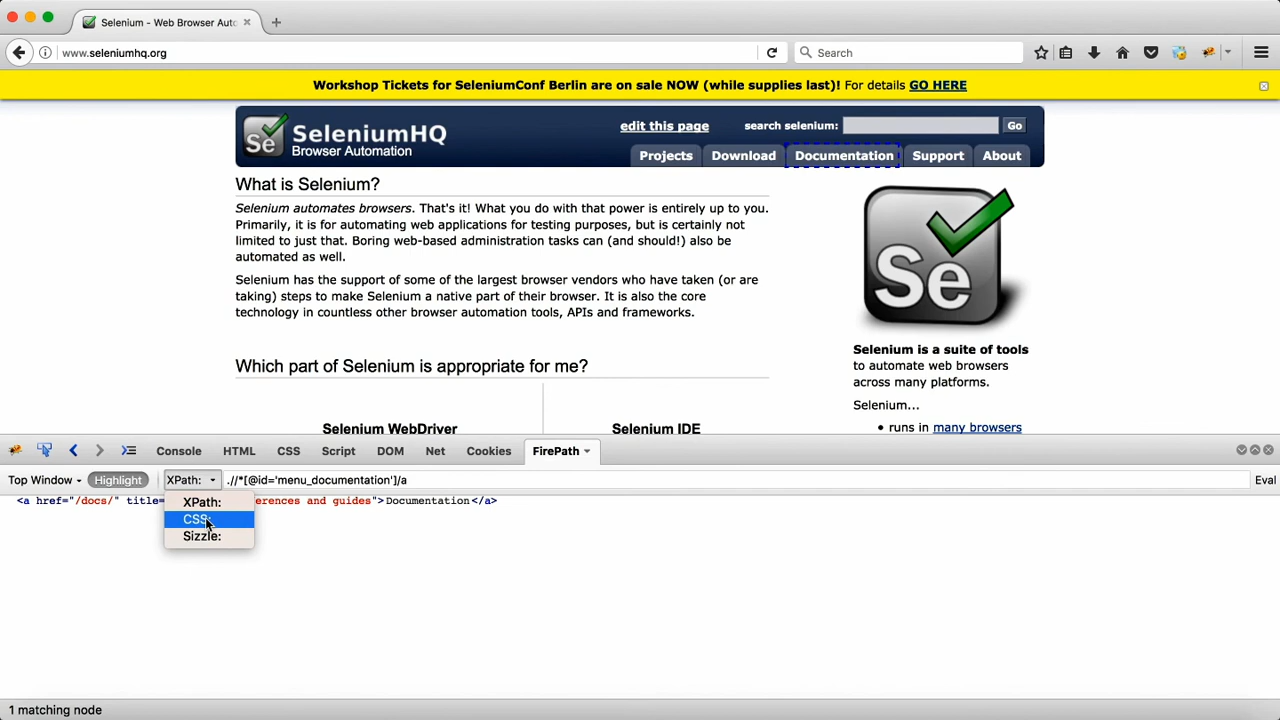 Selenium - Web Browser Auto
www.seleniumhq.org
Search
Workshop Tickets for SeleniumConf Berlin are on sale NOW (while supplies last)! For details GO HERE
Se
SeleniumHQ
Browser Automation
edit this page
search selenium:
Go
Projects
Download
Documentation
Support
About
What is Selenium?
Selenium automates browsers. That's it! What you do with that power is entirely up to you.
Primarily, it is for automating web applications for testing purposes, but is certainly not
limited to just that. Boring web-based administration tasks can (and should!) also be
automated as well.
Selenium has the support of some of the largest browser vendors who have taken (or are
taking) steps to make Selenium a native part of their browser. It is also the core
technology in countless other browser automation tools, APIs and frameworks.
Which part of Selenium is appropriate for me?
Selenium WebDriver
Selenium IDE
Se
Selenium is a suite of tools
to automate web browsers
across many platforms.
Selenium...
• runs in many browsers
Console
HTML
CSS
Script
DOM
Net
Cookies
FirePath
Top Window
Highlight
XPath:
.//*[@id='menu_documentation']/a
Eval
<a href="/docs/" title= erences and guides">Documentation</a>
XPath:
CSS:
Sizzle:
1 matching node